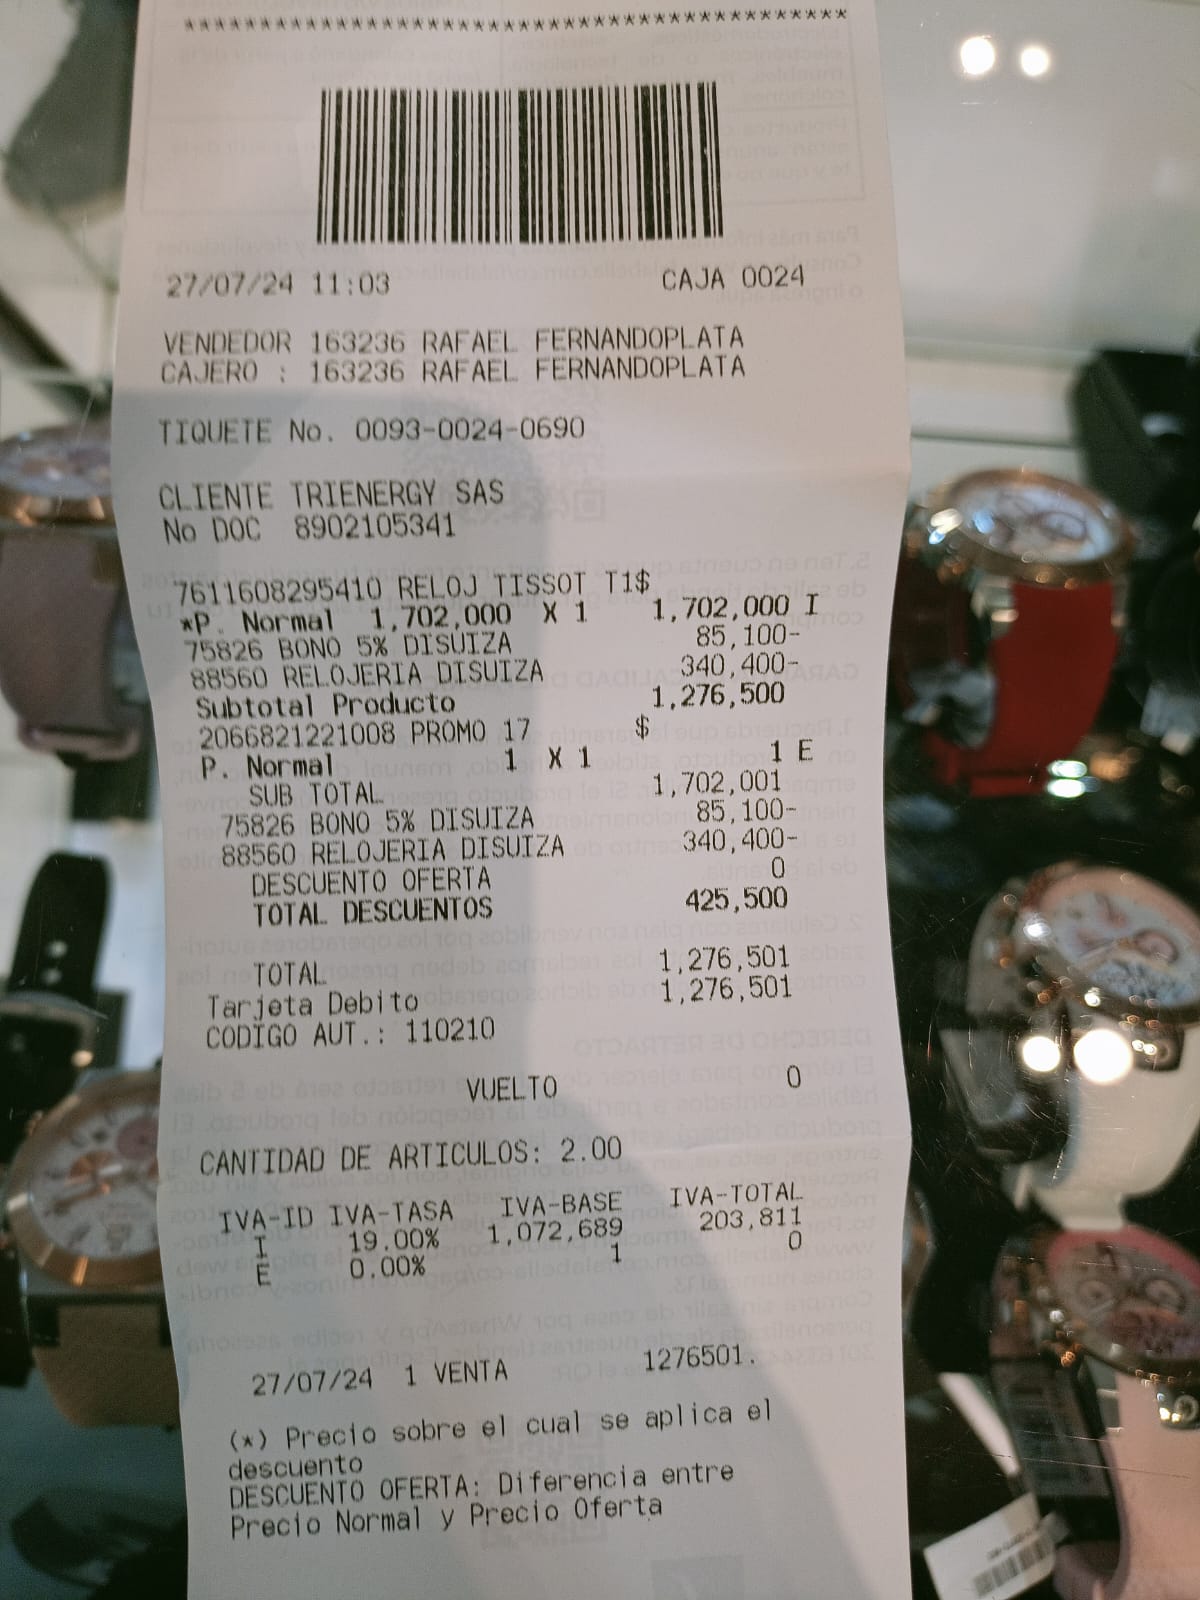 ******************************************
27/07/24 11:03 CAJA 0024
VENDEDOR 163236 RAFAEL FERNANDOPLATA
CAJERO : 163236 RAFAEL FERNANDOPLATA
TIQUETE No. 0093-0024-0690
CLIENTE TRIENERGY SAS
No DOC 8902105341
7611608295410 RELOJ TISSOT T1$
*P. Normal 1,702,000 X 1 1,702,000 I
75826 BONO 5% DISUIZA 85,100-
88560 RELOJERIA DISUIZA 340,400-
Subtotal Producto 1,276,500
2066821221008 PROMO 17 $
P. Normal 1 X 1 1 E
SUB TOTAL 1,702,001
75826 BONO 5% DISUIZA 85,100-
88560 RELOJERIA DISUIZA 340,400-
DESCUENTO OFERTA 0
TOTAL DESCUENTOS 425,500
TOTAL 1,276,501
Tarjeta Debito 1,276,501
CODIGO AUT.: 110210
VUELTO 0
CANTIDAD DE ARTICULOS: 2.00
IVA-ID IVA-TASA IVA-BASE IVA-TOTAL
I 19.00% 1,072,689 203,811
E 0.00% 1 0
27/07/24 1 VENTA 1276501.
(*) Precio sobre el cual se aplica el
descuento
DESCUENTO OFERTA: Diferencia entre
Precio Normal y Precio Oferta